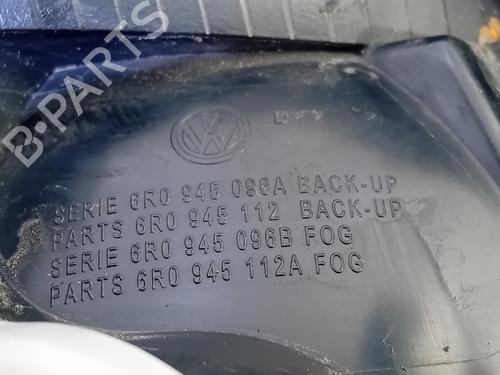 B-PARTS
SERIE 6R0 945 096A BACK-UP
PARTS 6R0 945 112 BACK-UP
SERIE 6R0 945 096B FOG
PARTS 6R0 945 112A FOG